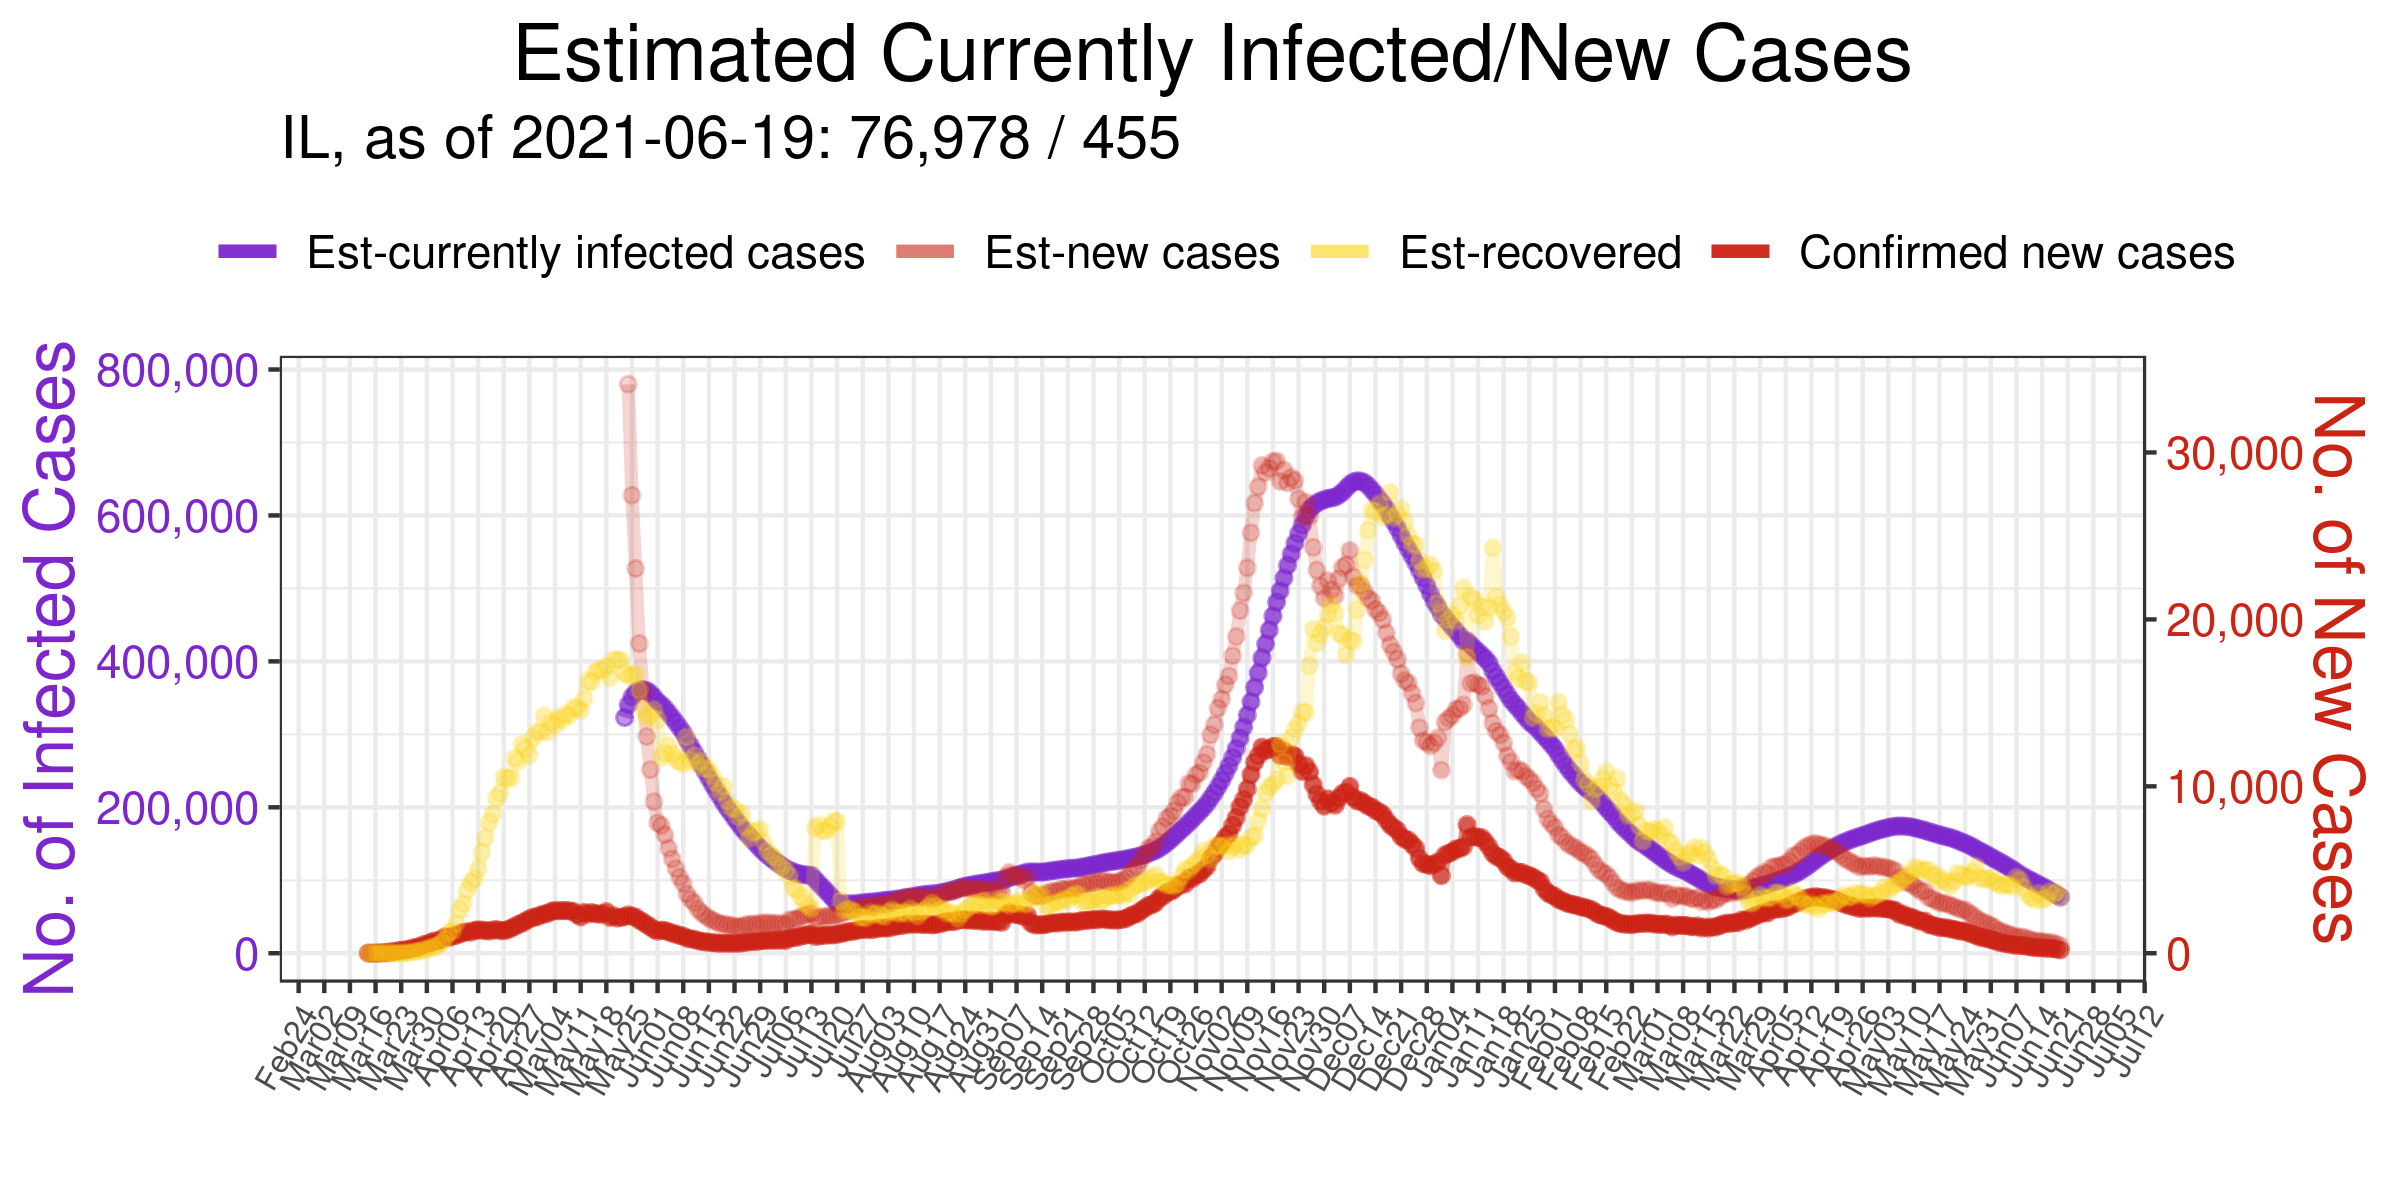 Estimated Currently Infected/New Cases
IL, as of 2021-06-19: 76,978 / 455
Est-currently infected cases
Est-new cases
Est-recovered
Confirmed new cases
No. of Infected Cases
800,000
600,000
400,000
200,000
0
No. of New Cases
30,000
20,000
10,000
0
Feb24
Mar02
Mar09
Mar16
Mar23
Mar30
Apr06
Apr13
Apr20
Apr27
May04
May11
May18
May25
Jun01
Jun08
Jun15
Jun22
Jun29
Jul06
Jul13
Jul20
Jul27
Aug03
Aug10
Aug17
Aug24
Aug31
Sep07
Sep14
Sep21
Sep28
Oct05
Oct12
Oct19
Oct26
Nov02
Nov09
Nov16
Nov23
Nov30
Dec07
Dec14
Dec21
Dec28
Jan04
Jan11
Jan18
Jan25
Feb01
Feb08
Feb15
Feb22
Mar01
Mar08
Mar15
Mar22
Mar29
Apr05
Apr12
Apr19
Apr26
May03
May10
May17
May24
May31
Jun07
Jun14
Jun21
Jun28
Jul05
Jul12